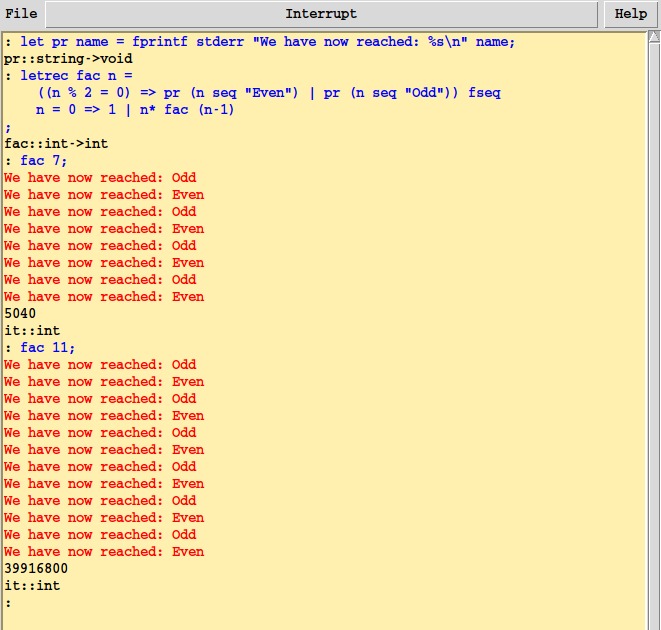 File Interrupt Help
: let pr name = fprintf stderr "We have now reached: %s\n" name;
pr::string->void
: letrec fac n =
    ((n % 2 = 0) => pr (n seq "Even") | pr (n seq "Odd")) fseq
    n = 0 => 1 | n* fac (n-1)
;
fac::int->int
: fac 7;
We have now reached: Odd
We have now reached: Even
We have now reached: Odd
We have now reached: Even
We have now reached: Odd
We have now reached: Even
We have now reached: Odd
We have now reached: Even
5040
it::int
: fac 11;
We have now reached: Odd
We have now reached: Even
We have now reached: Odd
We have now reached: Even
We have now reached: Odd
We have now reached: Even
We have now reached: Odd
We have now reached: Even
We have now reached: Odd
We have now reached: Even
We have now reached: Odd
We have now reached: Even
39916800
it::int
: